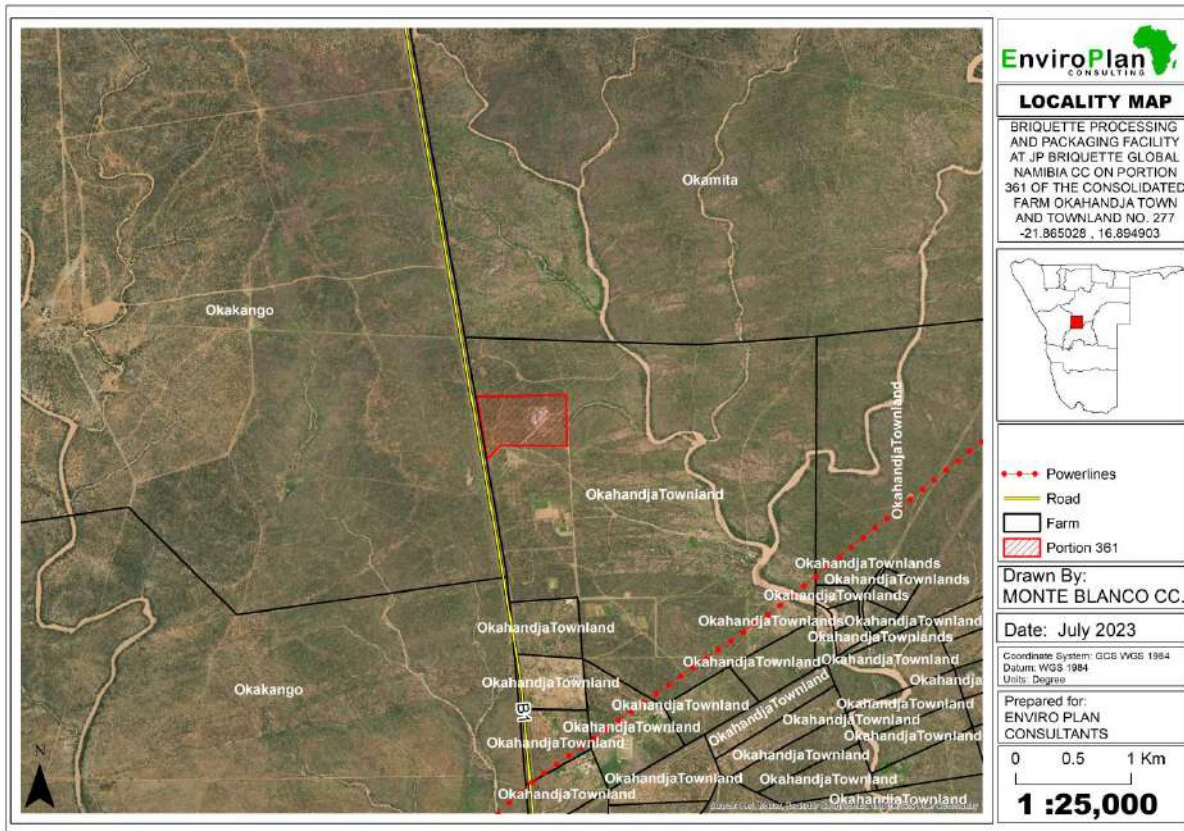 EnviroPlan
CONSULTING
LOCALITY MAP
BRIQUETTE PROCESSING
AND PACKAGING FACILITY
AT JP BRIQUETTE GLOBAL
NAMIBIA CC ON PORTION
361 OF THE CONSOLIDATED
FARM OKAHANDJA TOWN
AND TOWNLAND NO. 277
-21.865028 , 16.894903
Powerlines
Road
Farm
Portion 361
Drawn By:
MONTE BLANCO CC.
Date: July 2023
Coordinate System: GCS WGS 1984
Datum: WGS 1984
Units: Degree
Prepared for:
ENVIRO PLAN
CONSULTANTS
0 0.5 1 Km
1 :25,000
Okamita
Okakango
OkahandjaTownland
OkahandjaTownland
OkahandjaTownlands
OkahandjaTownlands
OkahandjaTownlands
OkahandjaTownlands
OkahandjaTownland
OkahandjaTownlands
OkahandjaTownland
OkahandjaTownland
OkahandjaTownland
Okahandja
OkahandjaTownland
Okakango
OkahandjaTownland
OkahandjaTownland
OkahandjaTownland
OkahandjaTownland
B1
OkahandjaTownland
OkahandjaTownland
OkahandjaTownland
OkahandjaTownland
OkahandjaTownland
OkahandjaTownland
OkahandjaTownland
OkahandjaTownland
OkahandjaTownland
N